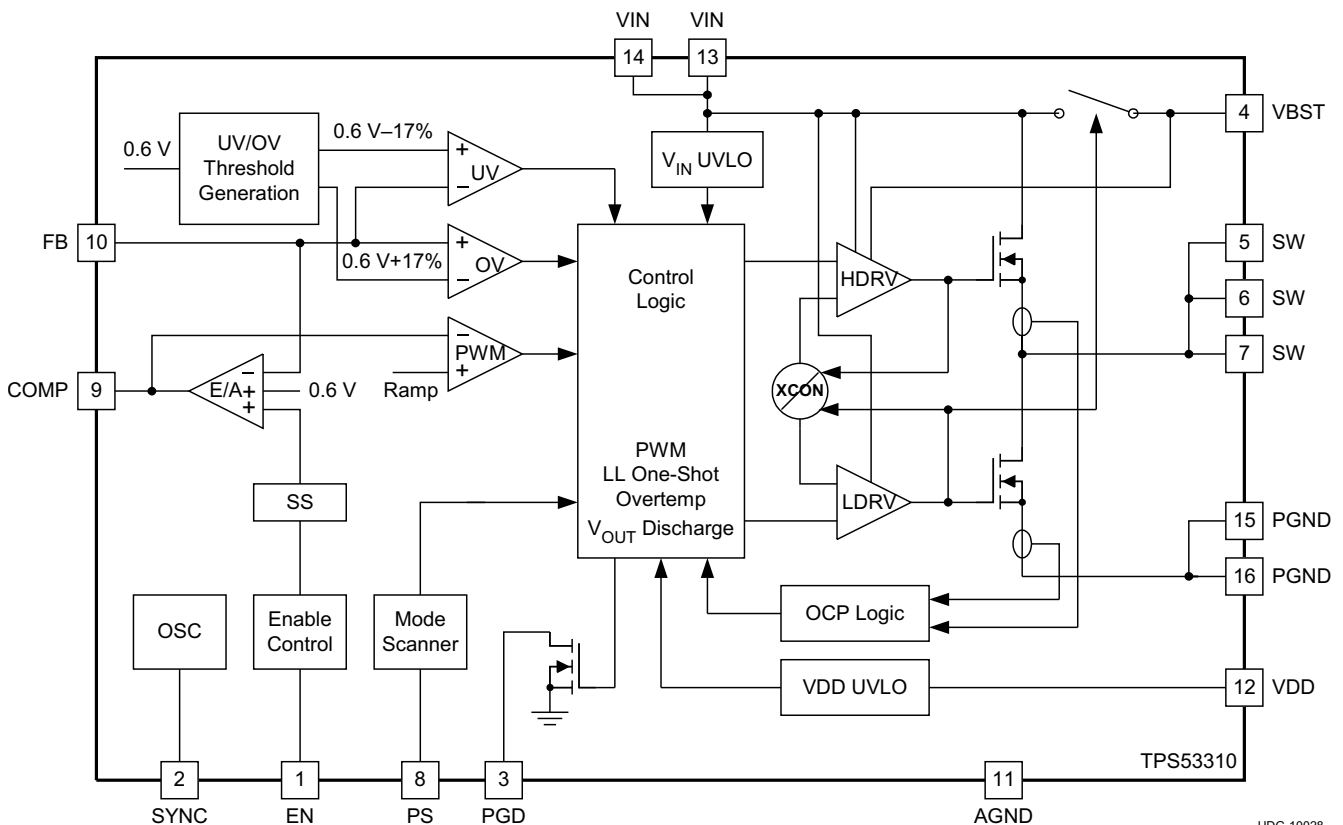 VIN
VIN
14
13
UV/OV
Threshold
Generation
0.6 V
0.6 V–17%
+
–
UV
V_IN UVLO
4
VBST
FB
10
0.6 V+17%
+
–
OV
Control
Logic
HDRV
5
SW
6
SW
7
SW
COMP
9
E/A
–
+
+
0.6 V
–
+
PWM
Ramp
XCON
PWM
LL One-Shot
Overtemp
V_OUT Discharge
LDRV
SS
15
PGND
16
PGND
OSC
Enable
Control
Mode
Scanner
OCP Logic
VDD UVLO
12
VDD
TPS53310
2
1
8
3
11
SYNC
EN
PS
PGD
AGND
UDG-10028